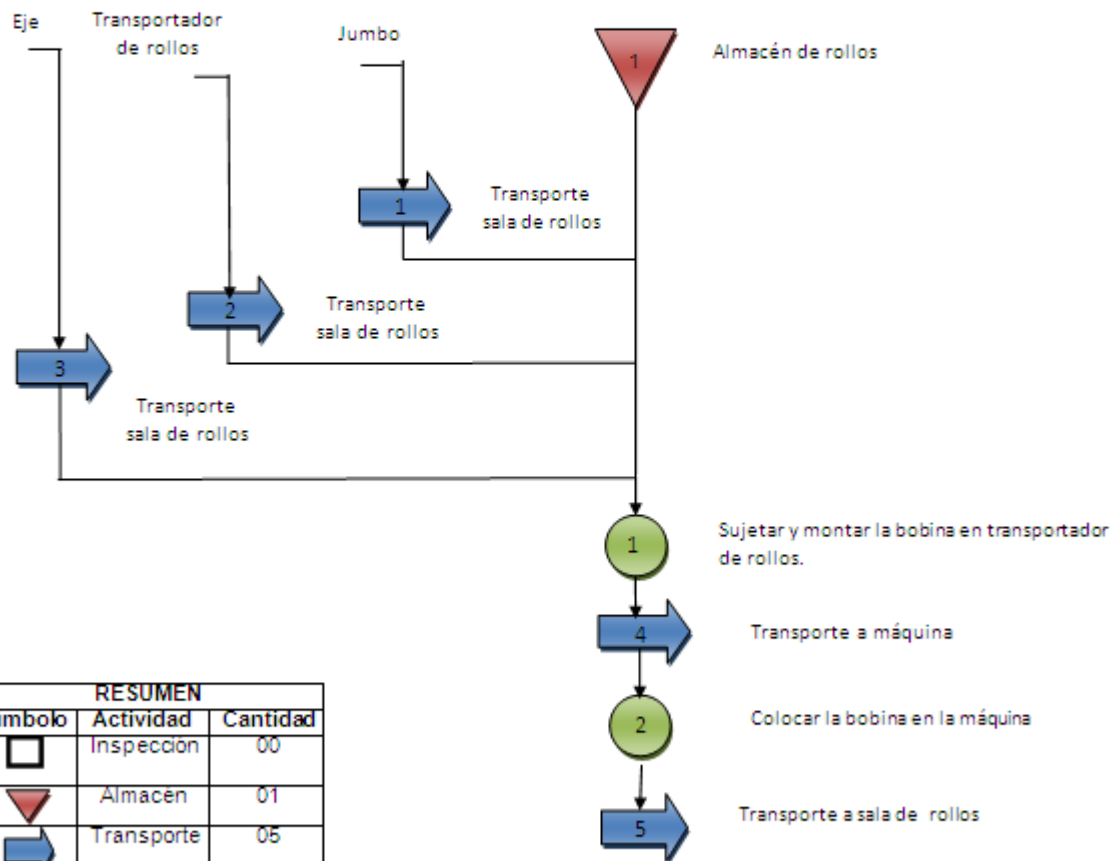 Eje
Transportador
de rollos
Jumbo
1
Almacén de rollos
1
Transporte
sala de rollos
2
Transporte
sala de rollos
3
Transporte
sala de rollos
1
Sujetar y montar la bobina en transportador
de rollos.
4
Transporte a máquina
2
Colocar la bobina en la máquina
5
Transporte a sala de rollos
RESUMEN
Actividad Cantidad
Inspección 00
Almacén 01
Transporte 05